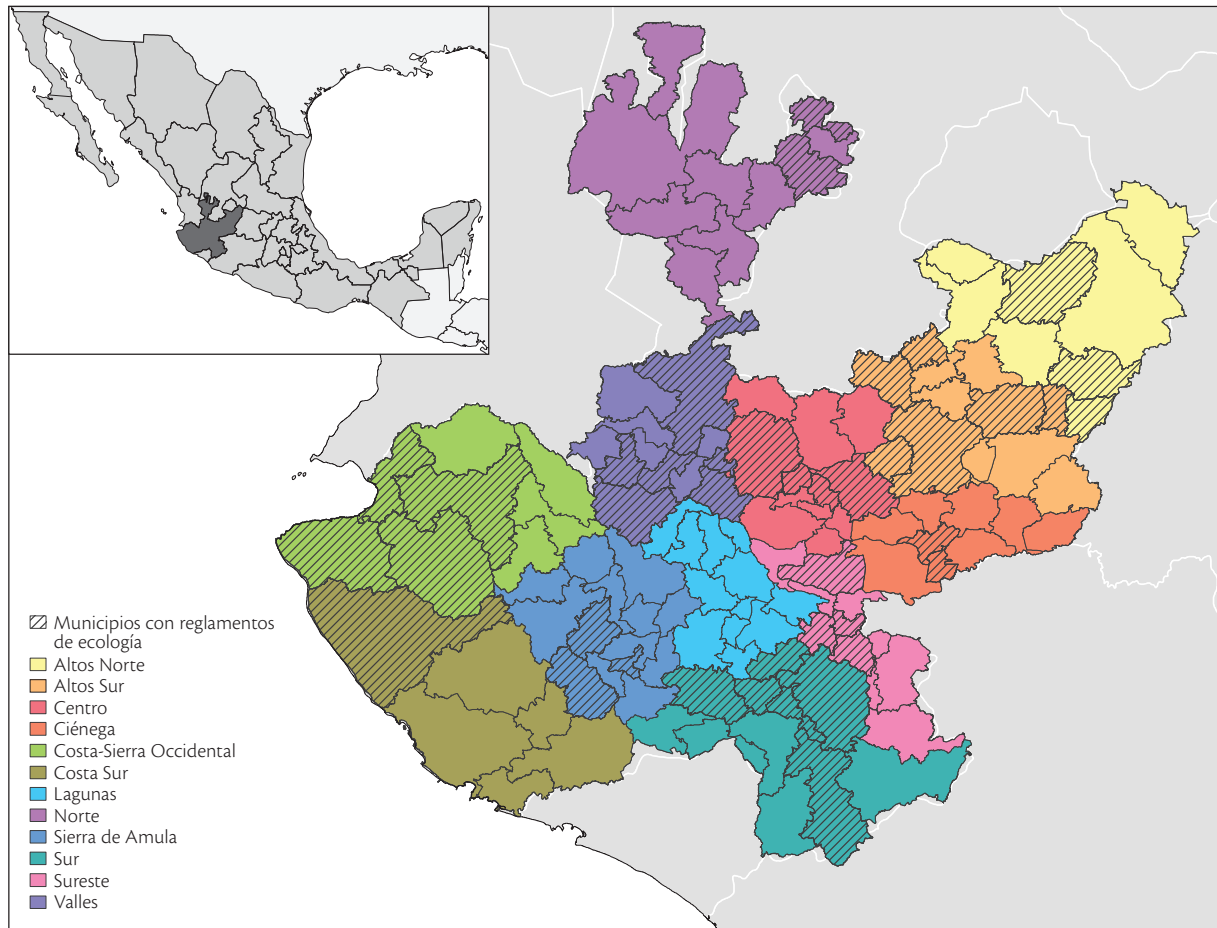 Municipios con reglamentos
de ecología
Altos Norte
Altos Sur
Centro
Ciénega
Costa-Sierra Occidental
Costa Sur
Lagunas
Norte
Sierra de Amula
Sur
Sureste
Valles